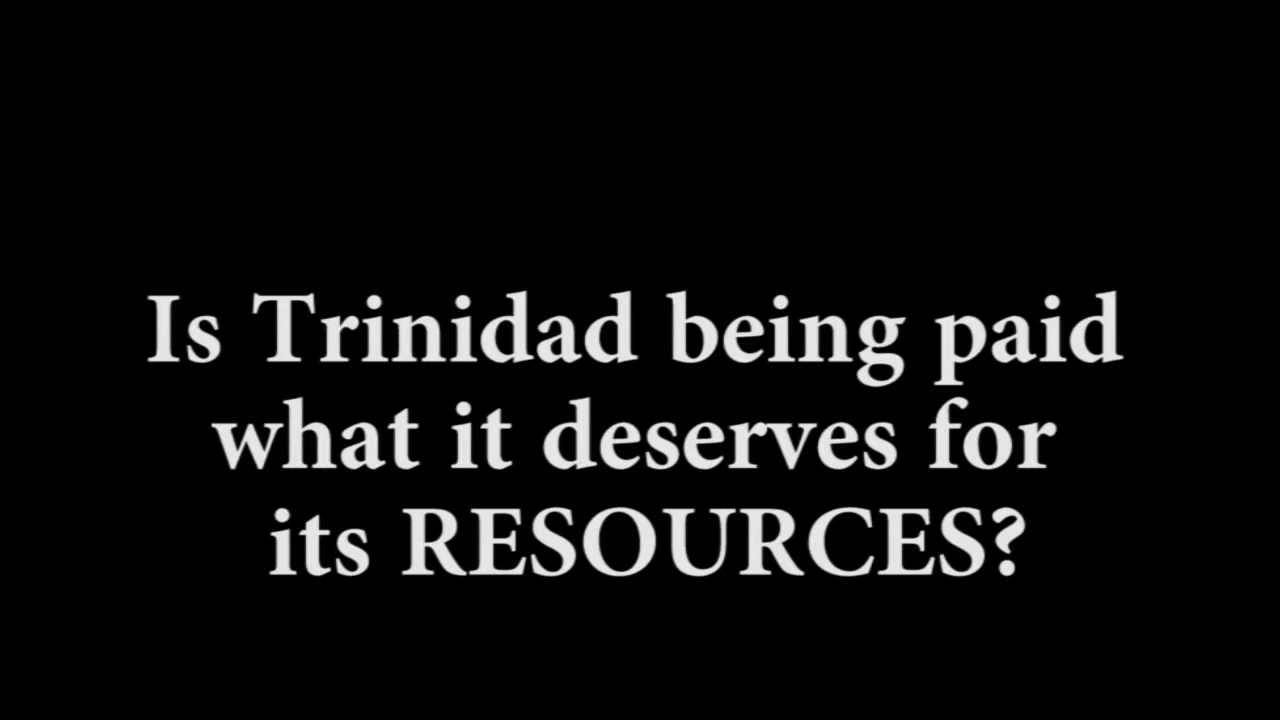 Is Trinidad being paid
what it deserves for
its RESOURCES?